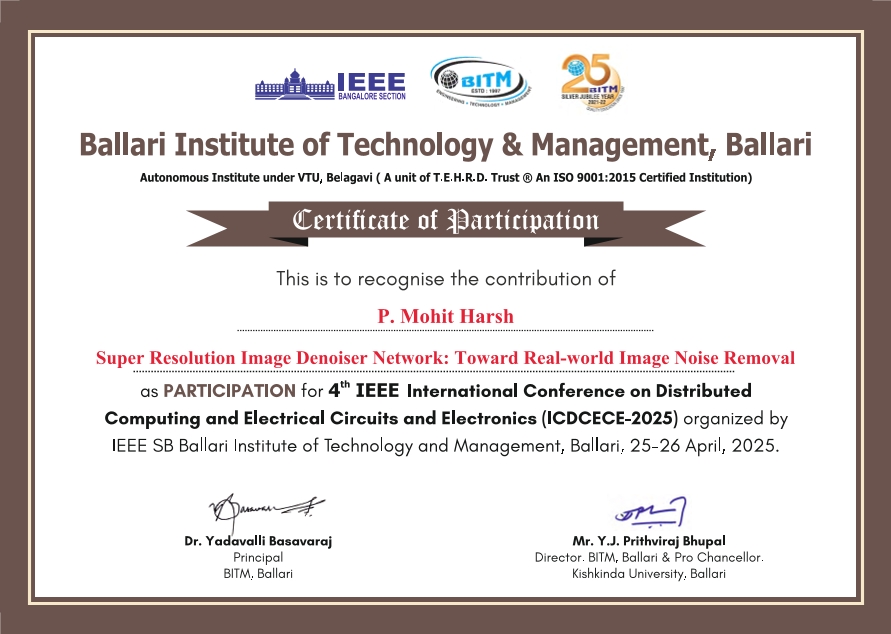 IEEE
BANGALORE SECTION
BITM
ESTD : 1997
ENGINEERING • TECHNOLOGY • MANAGEMENT
25
BITM
SILVER JUBILEE YEAR
2021-22
Ballari Institute of Technology & Management, Ballari
Autonomous Institute under VTU, Belagavi ( A unit of T.E.H.R.D. Trust ® An ISO 9001:2015 Certified Institution)
Certificate of Participation
This is to recognise the contribution of
P. Mohit Harsh
Super Resolution Image Denoiser Network: Toward Real-world Image Noise Removal
as PARTICIPATION for 4th IEEE International Conference on Distributed
Computing and Electrical Circuits and Electronics (ICDCECE-2025) organized by
IEEE SB Ballari Institute of Technology and Management, Ballari, 25-26 April, 2025.
Dr. Yadavalli Basavaraj
Principal
BITM, Ballari
Mr. Y.J. Prithviraj Bhupal
Director. BITM, Ballari & Pro Chancellor.
Kishkinda University, Ballari